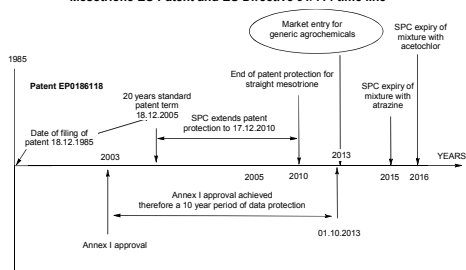 Mesotrione EU Patent and EU Directive 91/414 time line
Market entry for
generic agrochemicals
SPC expiry of
mixture with
acetochlor
1985
Patent EP0186118
20 years standard
patent term
18.12.2005
End of patent protection for
straight mesotrione
SPC expiry of
mixture with
atrazine
SPC extends patent
protection to 17.12.2010
Date of filing of
patent 18.12.1985
2003
2013
YEARS
2005
2010
2015
2016
Annex I approval achieved
therefore a 10 year period of data protection
01.10.2013
Annex I approval